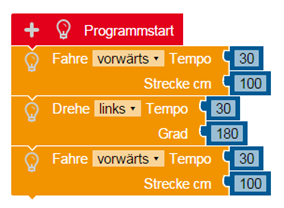 Programmstart
Fahre vorwärts Tempo 30
Strecke cm 100
Drehe links Tempo 30
Grad 180
Fahre vorwärts Tempo 30
Strecke cm 100